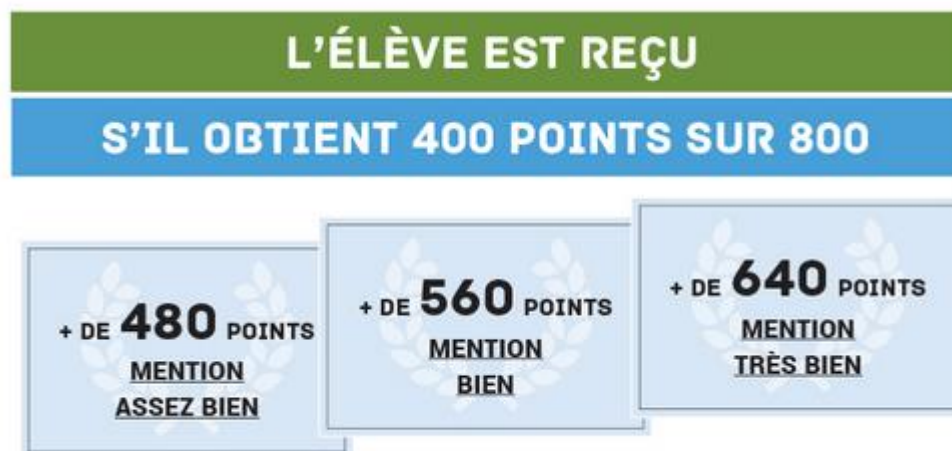 L'ÉLÈVE EST REÇU
S'IL OBTIENT 400 POINTS SUR 800
+ DE 480 POINTS
MENTION
ASSEZ BIEN
+ DE 560 POINTS
MENTION
BIEN
+ DE 640 POINTS
MENTION
TRÈS BIEN